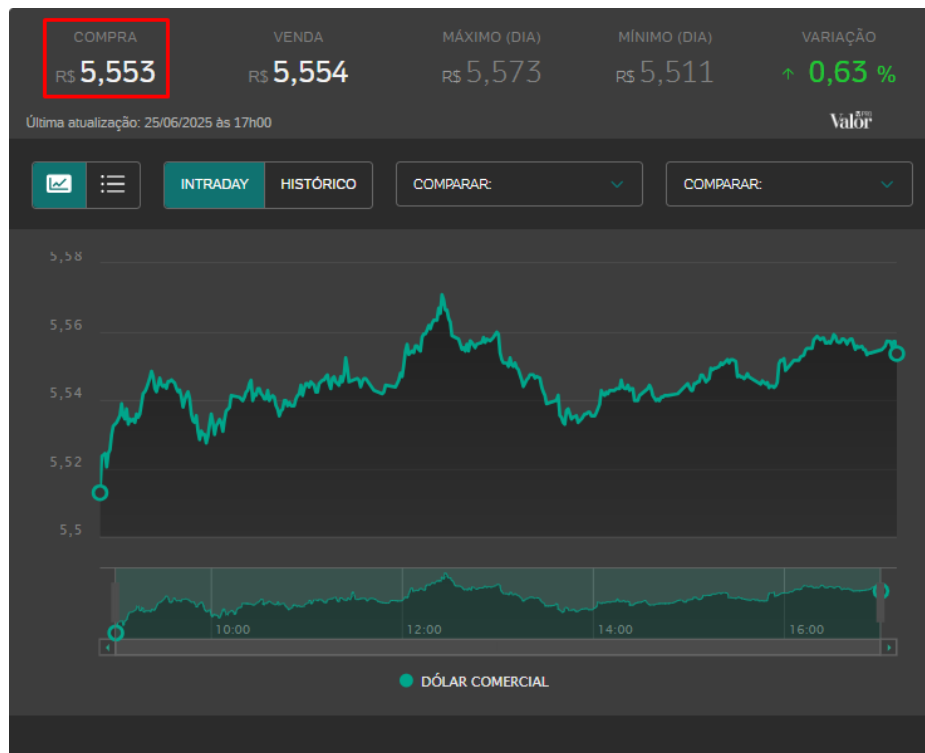 COMPRA VENDA MÁXIMO (DIA) MÍNIMO (DIA) VARIAÇÃO
R$ 5,553 R$ 5,554 R$ 5,573 R$ 5,511 ↑ 0,63 %
Última atualização: 25/06/2025 às 17h00 Valor
INTRADAY HISTÓRICO COMPARAR: COMPARAR:
5,58
5,56
5,54
5,52
5,5
10:00 12:00 14:00 16:00
DÓLAR COMERCIAL